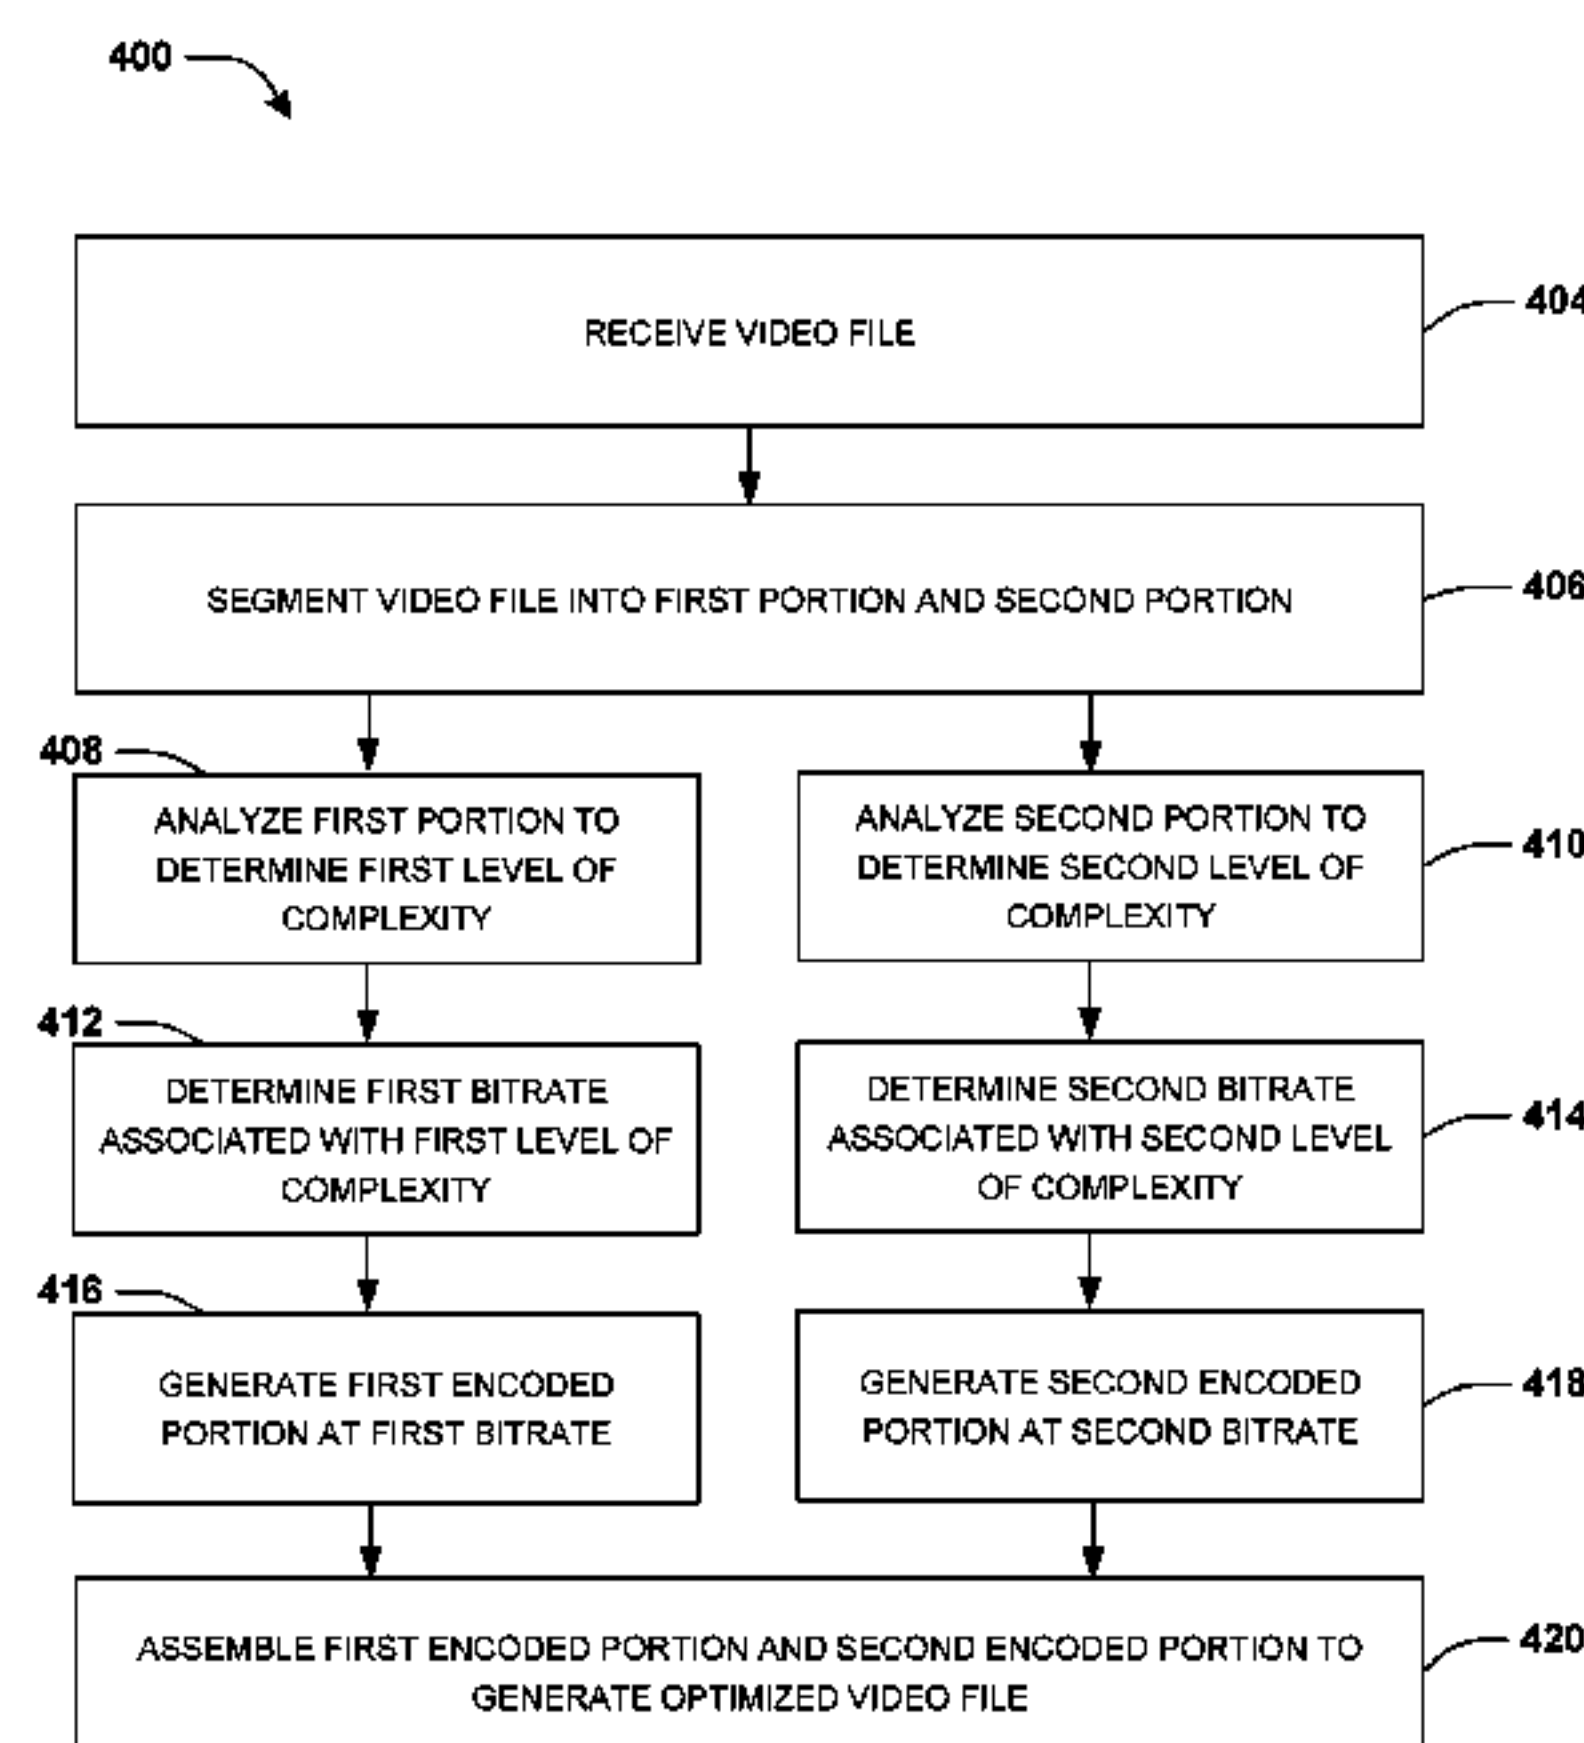 400
RECEIVE VIDEO FILE
404
SEGMENT VIDEO FILE INTO FIRST PORTION AND SECOND PORTION
406
408
ANALYZE FIRST PORTION TO
DETERMINE FIRST LEVEL OF
COMPLEXITY
ANALYZE SECOND PORTION TO
DETERMINE SECOND LEVEL OF
COMPLEXITY
410
412
DETERMINE FIRST BITRATE
ASSOCIATED WITH FIRST LEVEL OF
COMPLEXITY
DETERMINE SECOND BITRATE
ASSOCIATED WITH SECOND LEVEL
OF COMPLEXITY
414
416
GENERATE FIRST ENCODED
PORTION AT FIRST BITRATE
GENERATE SECOND ENCODED
PORTION AT SECOND BITRATE
418
ASSEMBLE FIRST ENCODED PORTION AND SECOND ENCODED PORTION TO
GENERATE OPTIMIZED VIDEO FILE
420